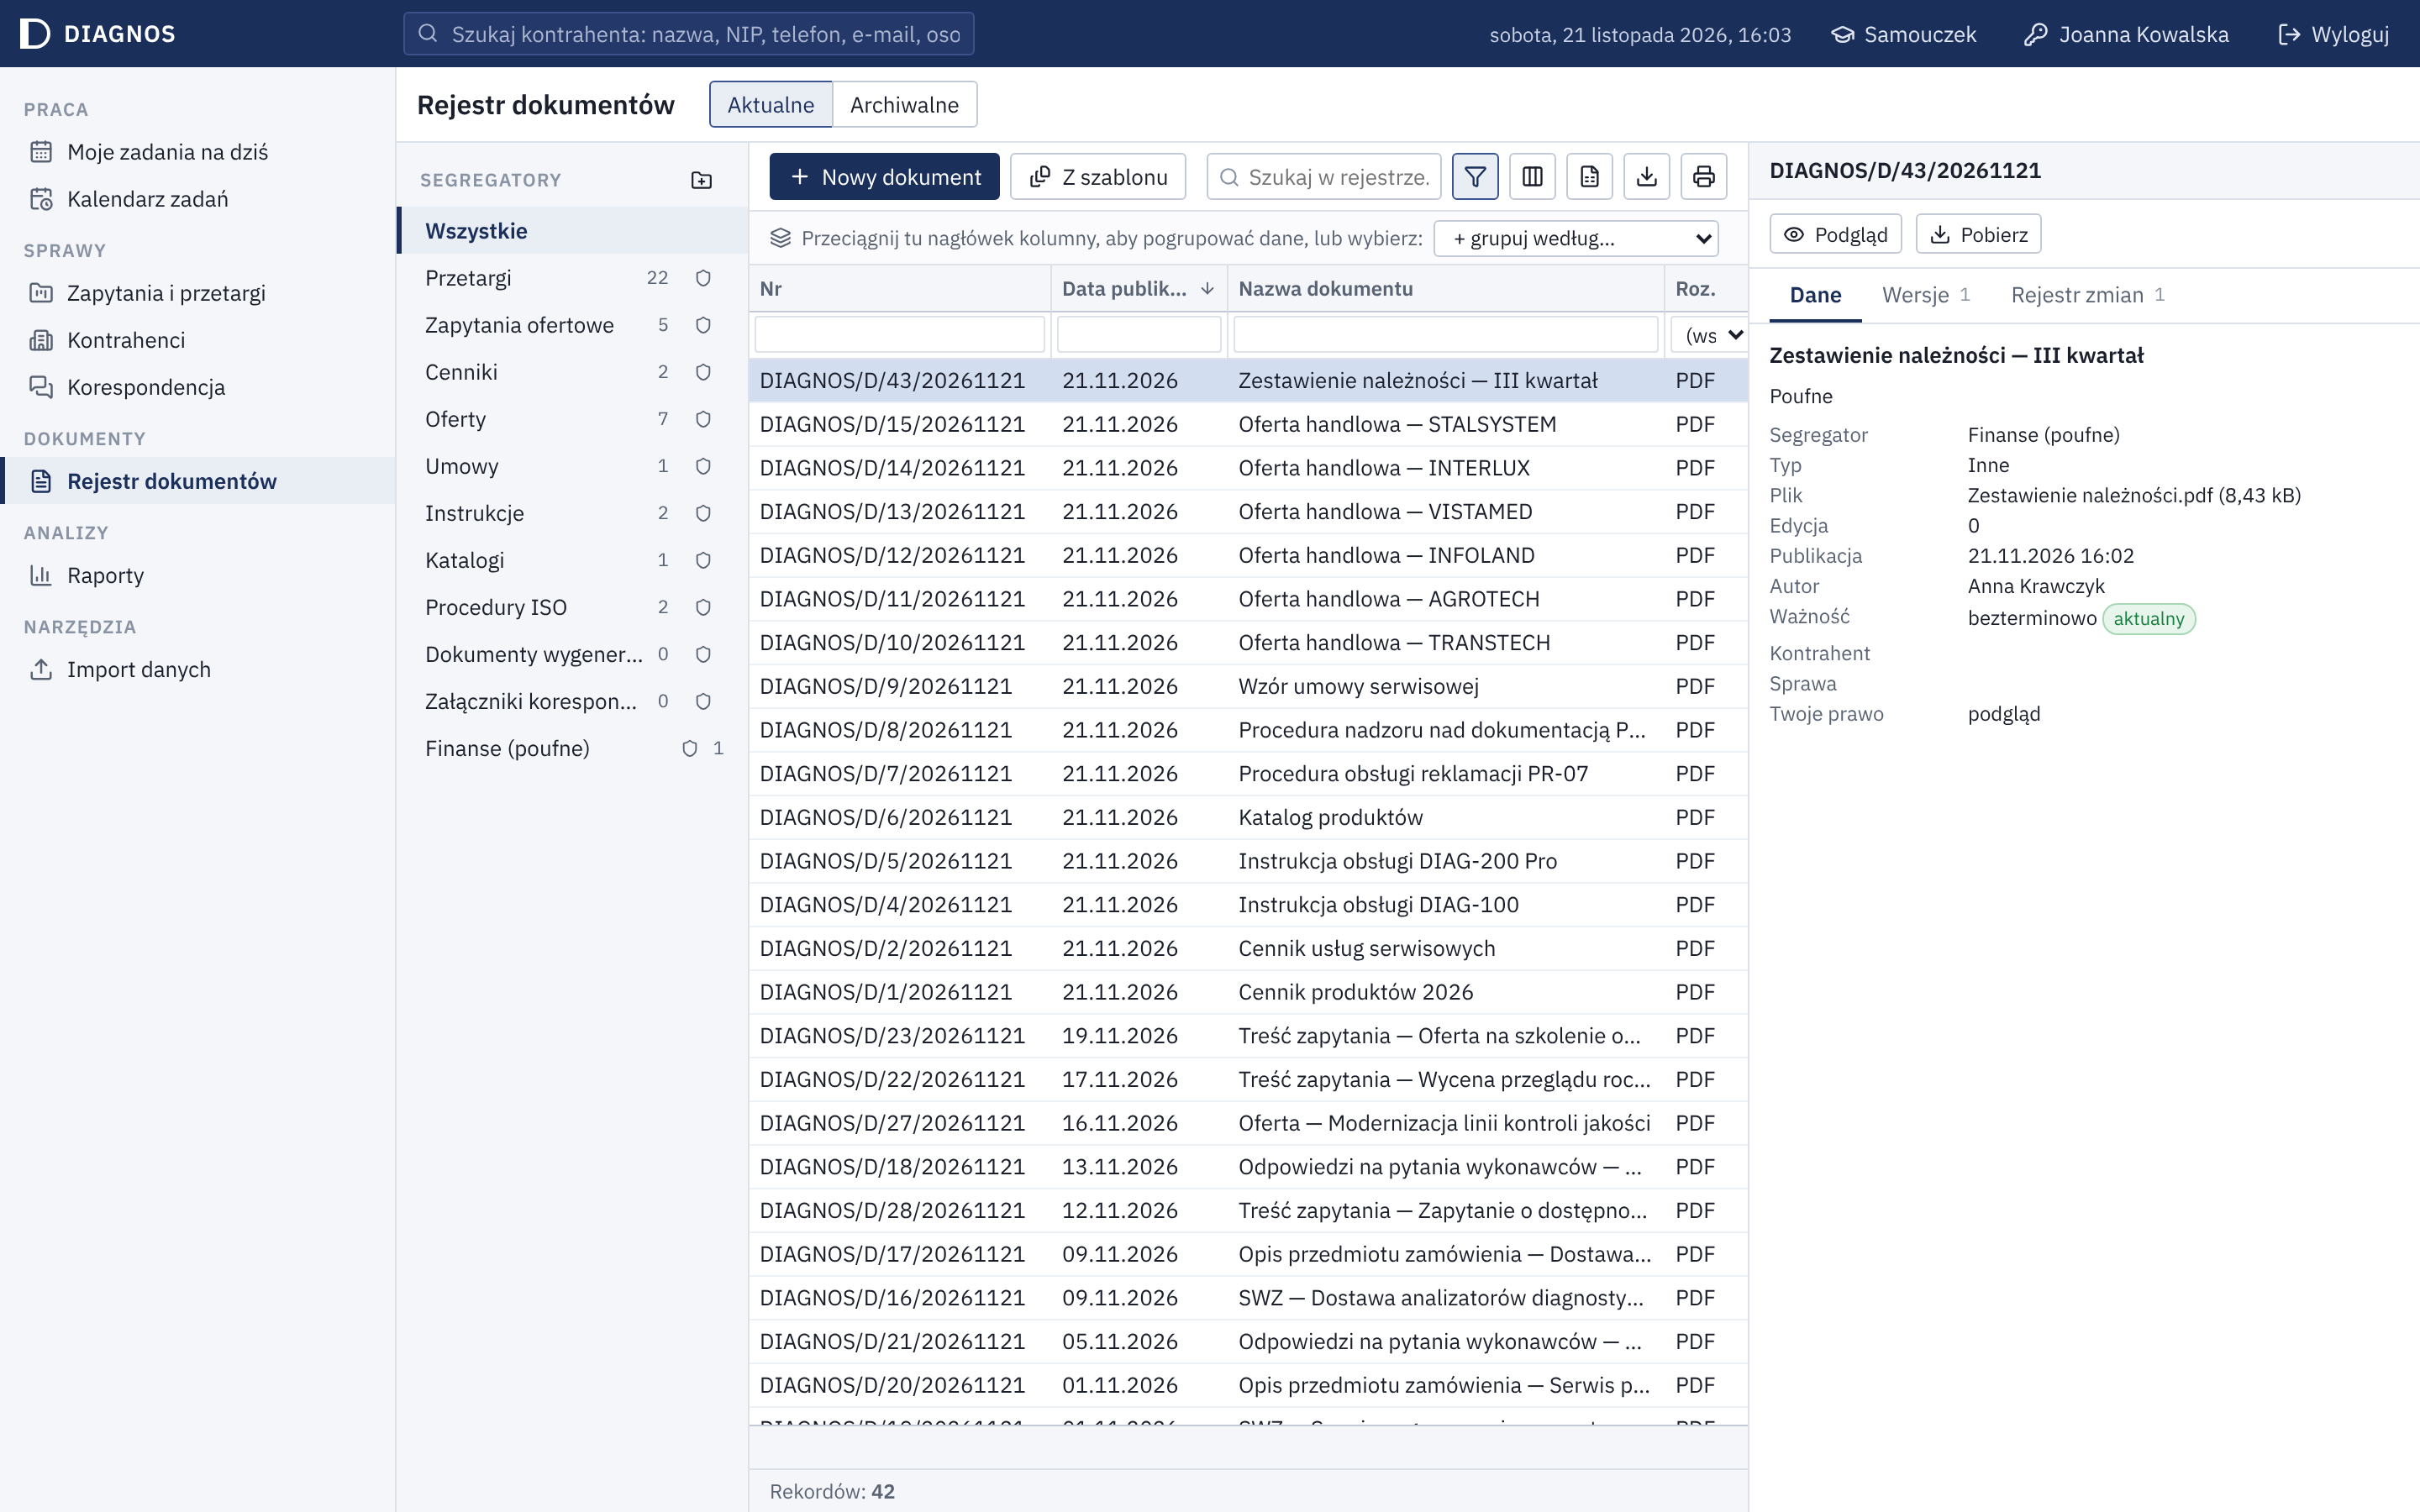 DIAGNOS
Szukaj kontrahenta: nazwa, NIP, telefon, e-mail, oso
sobota, 21 listopada 2026, 16:03
Samouczek
Joanna Kowalska
Wyloguj
PRACA
Moje zadania na dziś
Kalendarz zadań
SPRAWY
Zapytania i przetargi
Kontrahenci
Korespondencja
DOKUMENTY
Rejestr dokumentów
ANALIZY
Raporty
NARZĘDZIA
Import danych
Rejestr dokumentów
Aktualne
Archiwalne
SEGREGATORY
Wszystkie
Przetargi 22
Zapytania ofertowe 5
Cenniki 2
Oferty 7
Umowy 1
Instrukcje 2
Katalogi 1
Procedury ISO 2
Dokumenty wygener... 0
Załączniki korespon... 0
Finanse (poufne) 1
Nowy dokument
Z szablonu
Szukaj w rejestrze.
Przeciągnij tu nagłówek kolumny, aby pogrupować dane, lub wybierz:
+ grupuj według...
Nr Data publik... Nazwa dokumentu Roz.
(ws
DIAGNOS/D/43/20261121 21.11.2026 Zestawienie należności — III kwartał PDF
DIAGNOS/D/15/20261121 21.11.2026 Oferta handlowa — STALSYSTEM PDF
DIAGNOS/D/14/20261121 21.11.2026 Oferta handlowa — INTERLUX PDF
DIAGNOS/D/13/20261121 21.11.2026 Oferta handlowa — VISTAMED PDF
DIAGNOS/D/12/20261121 21.11.2026 Oferta handlowa — INFOLAND PDF
DIAGNOS/D/11/20261121 21.11.2026 Oferta handlowa — AGROTECH PDF
DIAGNOS/D/10/20261121 21.11.2026 Oferta handlowa — TRANSTECH PDF
DIAGNOS/D/9/20261121 21.11.2026 Wzór umowy serwisowej PDF
DIAGNOS/D/8/20261121 21.11.2026 Procedura nadzoru nad dokumentacją P... PDF
DIAGNOS/D/7/20261121 21.11.2026 Procedura obsługi reklamacji PR-07 PDF
DIAGNOS/D/6/20261121 21.11.2026 Katalog produktów PDF
DIAGNOS/D/5/20261121 21.11.2026 Instrukcja obsługi DIAG-200 Pro PDF
DIAGNOS/D/4/20261121 21.11.2026 Instrukcja obsługi DIAG-100 PDF
DIAGNOS/D/2/20261121 21.11.2026 Cennik usług serwisowych PDF
DIAGNOS/D/1/20261121 21.11.2026 Cennik produktów 2026 PDF
DIAGNOS/D/23/20261121 19.11.2026 Treść zapytania — Oferta na szkolenie o... PDF
DIAGNOS/D/22/20261121 17.11.2026 Treść zapytania — Wycena przeglądu roc... PDF
DIAGNOS/D/27/20261121 16.11.2026 Oferta — Modernizacja linii kontroli jakości PDF
DIAGNOS/D/18/20261121 13.11.2026 Odpowiedzi na pytania wykonawców — ... PDF
DIAGNOS/D/28/20261121 12.11.2026 Treść zapytania — Zapytanie o dostępno... PDF
DIAGNOS/D/17/20261121 09.11.2026 Opis przedmiotu zamówienia — Dostawa... PDF
DIAGNOS/D/16/20261121 09.11.2026 SWZ — Dostawa analizatorów diagnosty... PDF
DIAGNOS/D/21/20261121 05.11.2026 Odpowiedzi na pytania wykonawców — ... PDF
DIAGNOS/D/20/20261121 01.11.2026 Opis przedmiotu zamówienia — Serwis p... PDF
Rekordów: 42
DIAGNOS/D/43/20261121
Podgląd
Pobierz
Dane
Wersje 1
Rejestr zmian 1
Zestawienie należności — III kwartał
Poufne
Segregator Finanse (poufne)
Typ Inne
Plik Zestawienie należności.pdf (8,43 kB)
Edycja 0
Publikacja 21.11.2026 16:02
Autor Anna Krawczyk
Ważność bezterminowo aktualny
Kontrahent
Sprawa
Twoje prawo podgląd